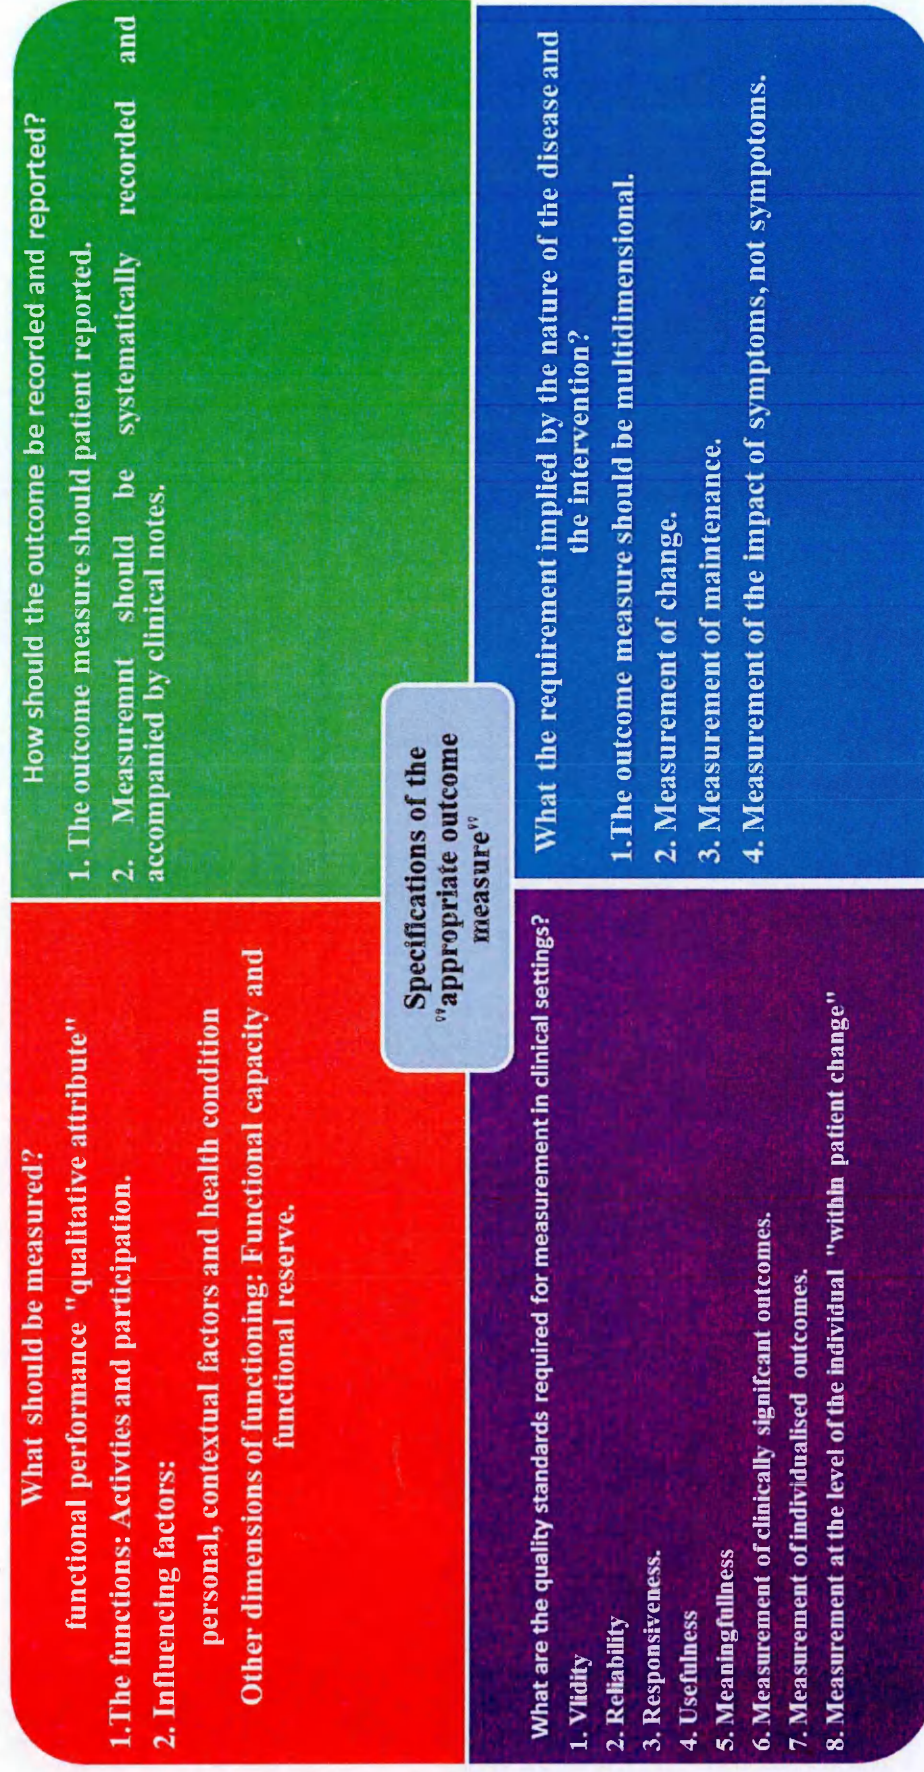 What should be measured?
functional performance "qualitative attribute"
1.The functions: Activties and participation.
2. Influencing factors:
personal, contextual factors and health condition
Other dimensions of functioning: Functional capacity and
functional reserve.
How should the outcome be recorded and reported?
1. The outcome measure should patient reported.
2. Measuremnt should be systematically recorded and
accompanied by clinical notes.
Specifications of the
"appropriate outcome
measure"
What are the quality standards required for measurement in clinical settings?
1. Vlidity
2. Reliability
3. Responsiveness.
4. Usefulness
5. Meaningfullness
6. Measurement of clinically signifcant outcomes.
7. Measurement of individualised outcomes.
8. Measurement at the level of the individual "within patient change"
What the requirement implied by the nature of the disease and
the intervention?
1.The outcome measure should be multidimensional.
2. Measurement of change.
3. Measurement of maintenance.
4. Measurement of the impact of symptoms, not sympotoms.